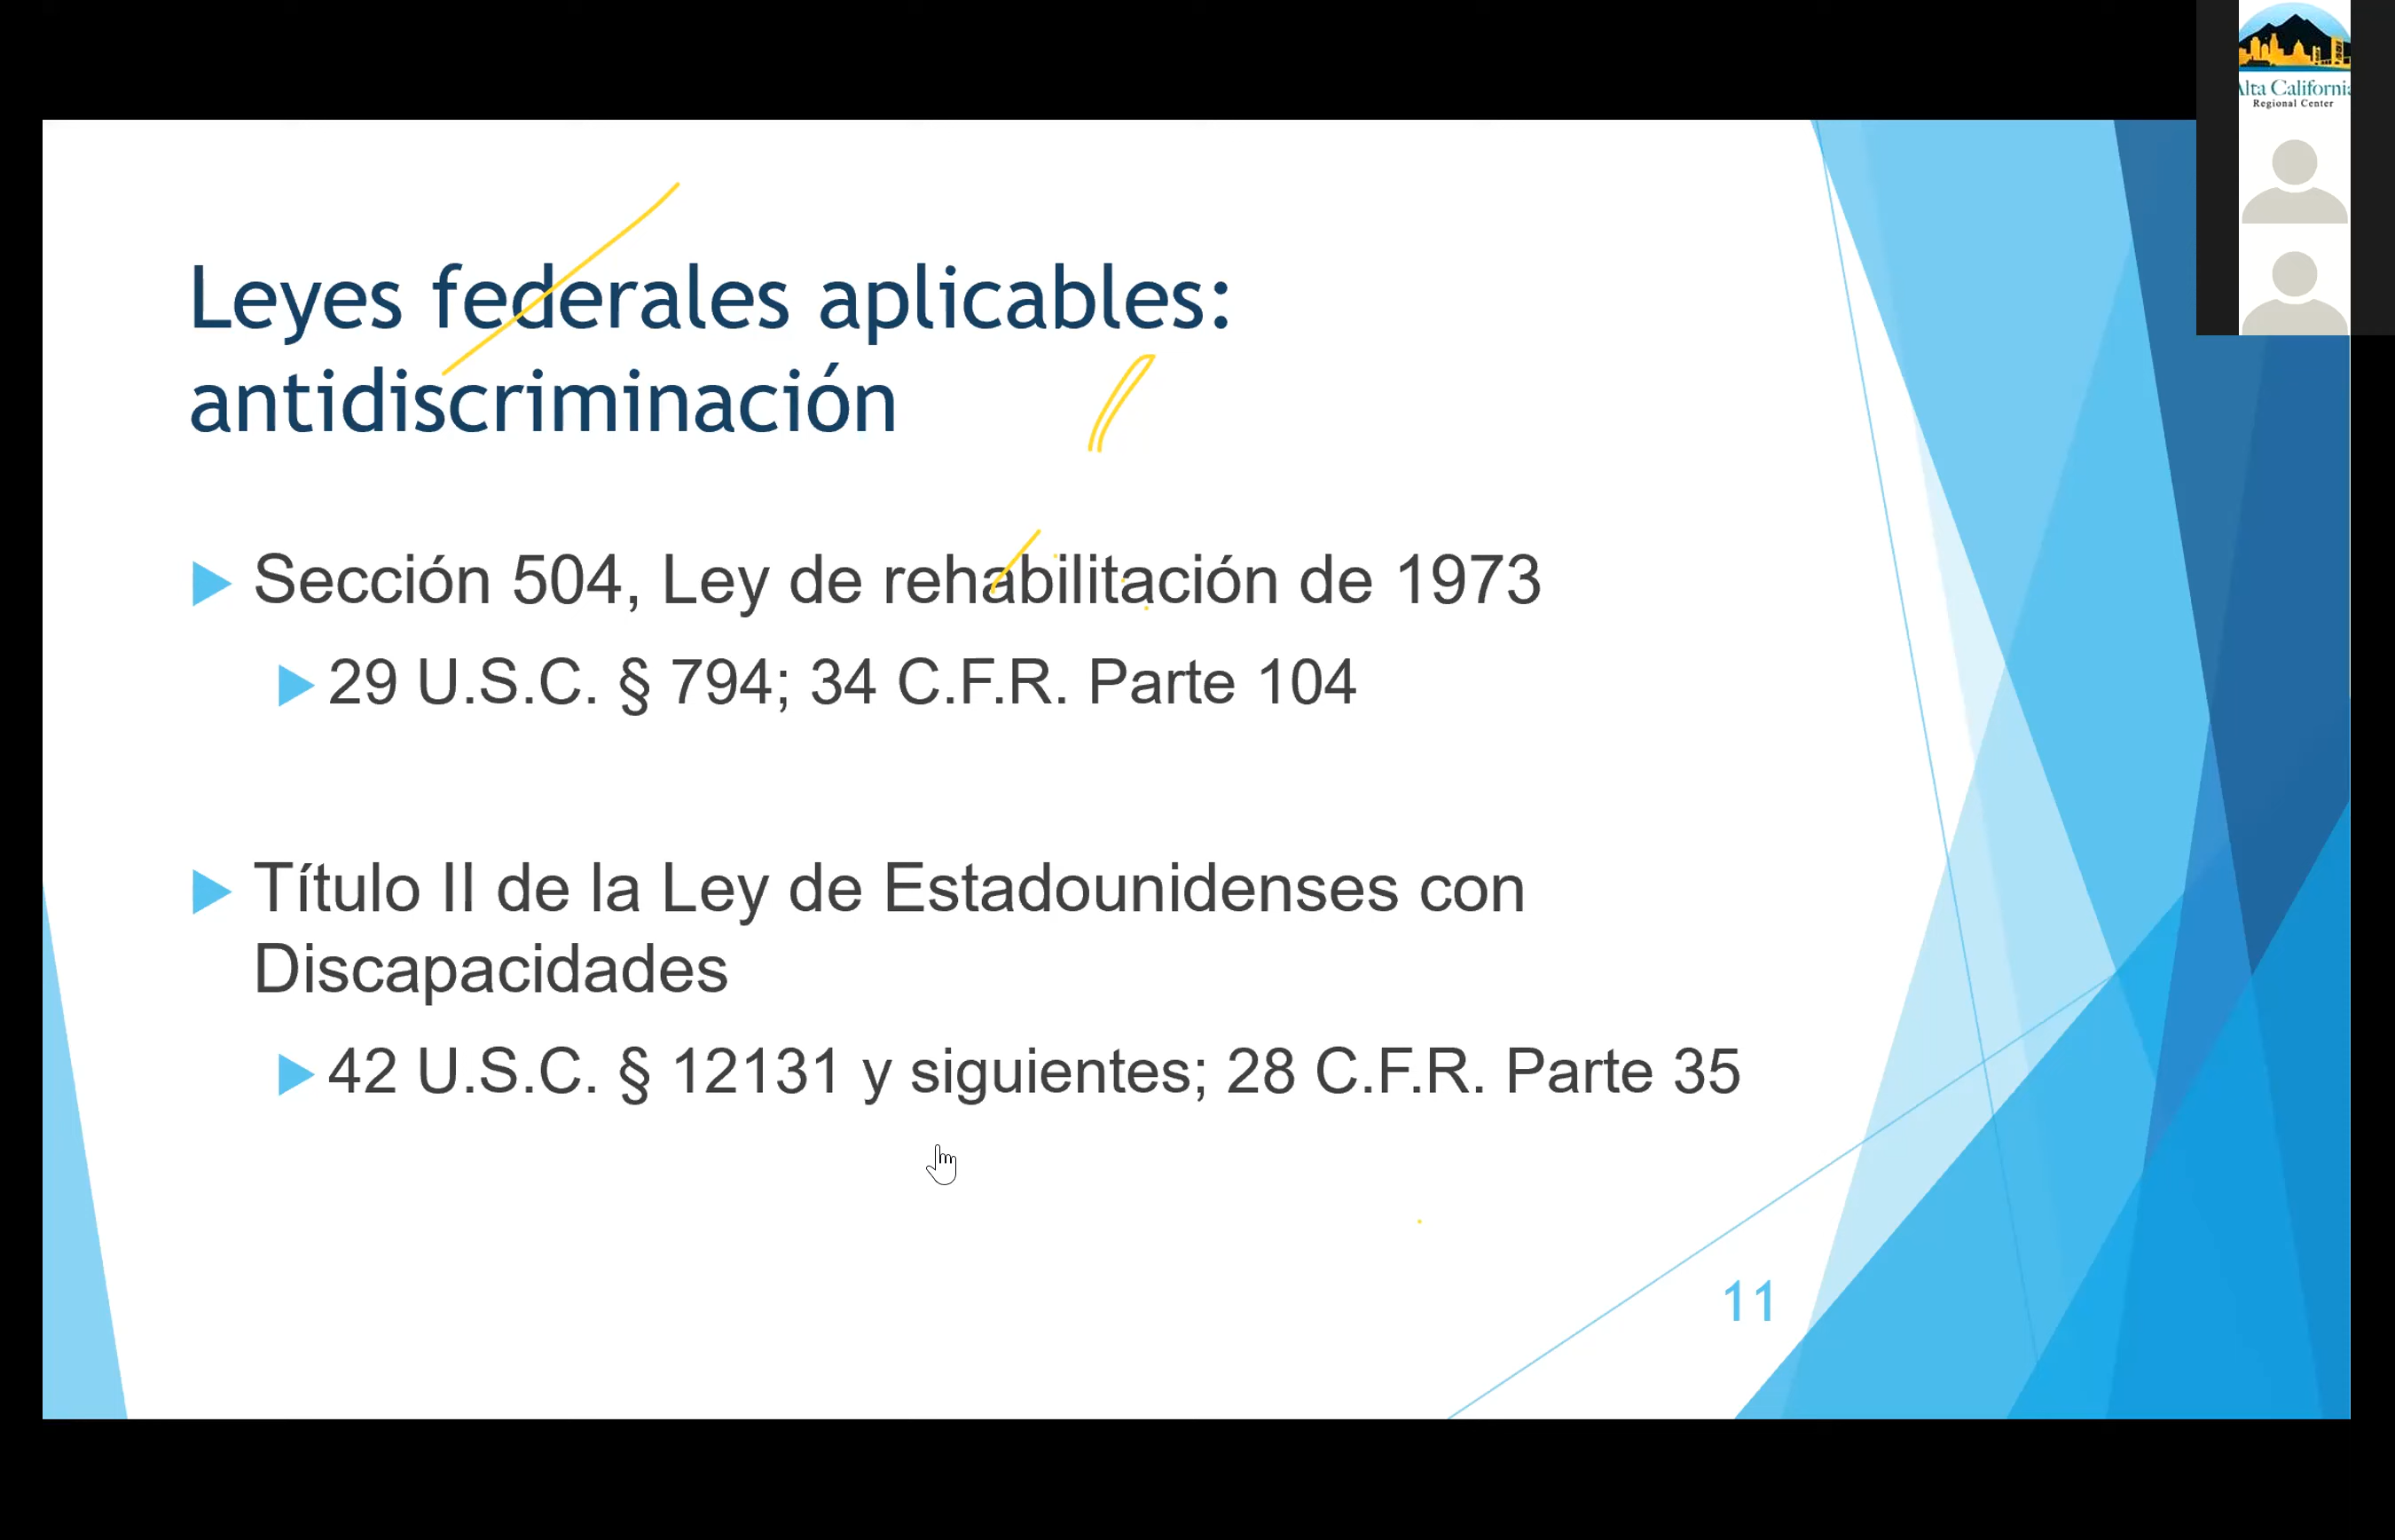 Alta California
Regional Center
Leyes federales aplicables:
antidiscriminación
Sección 504, Ley de rehabilitación de 1973
29 U.S.C. § 794; 34 C.F.R. Parte 104
Título II de la Ley de Estadounidenses con
Discapacidades
42 U.S.C. § 12131 y siguientes; 28 C.F.R. Parte 35
11